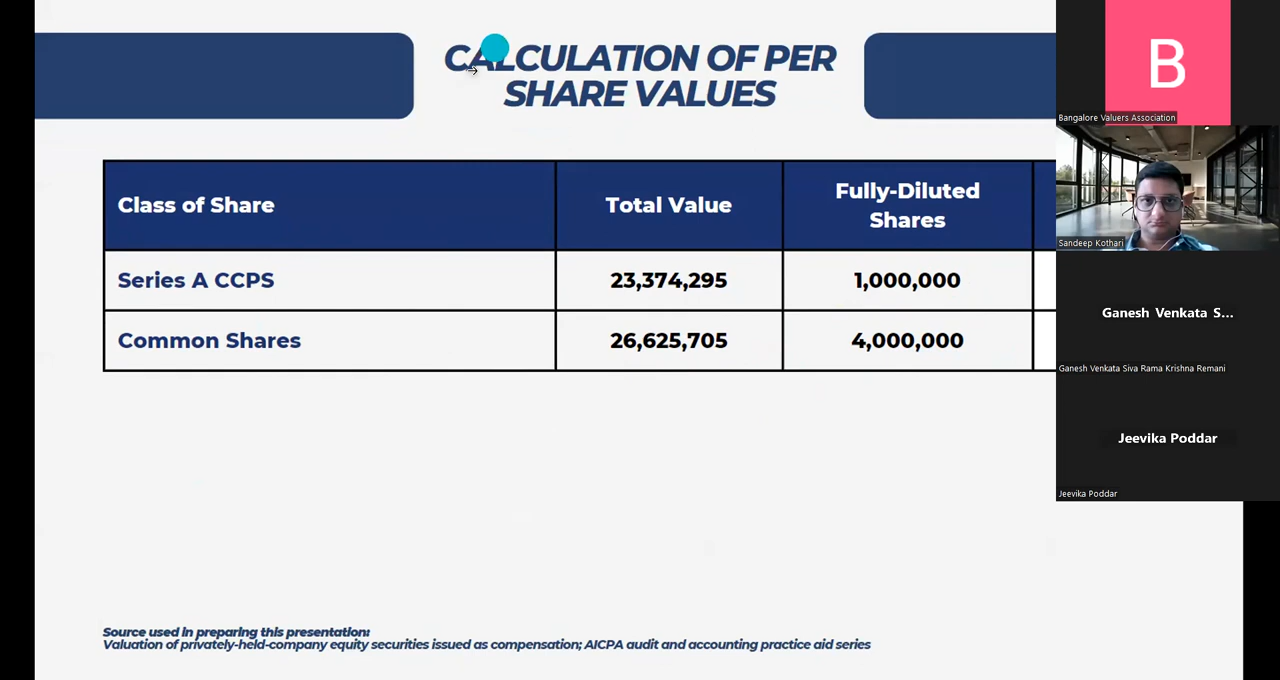 CALCULATION OF PER
SHARE VALUES
Class of Share
Total Value
Fully-Diluted
Shares
Series A CCPS
23,374,295
1,000,000
Common Shares
26,625,705
4,000,000
Source used in preparing this presentation:
Valuation of privately-held-company equity securities issued as compensation; AICPA audit and accounting practice aid series
B
Bangalore Valuers Association
Sandeep Kothari
Ganesh Venkata S...
Ganesh Venkata Siva Rama Krishna Remani
Jeevika Poddar
Jeevika Poddar